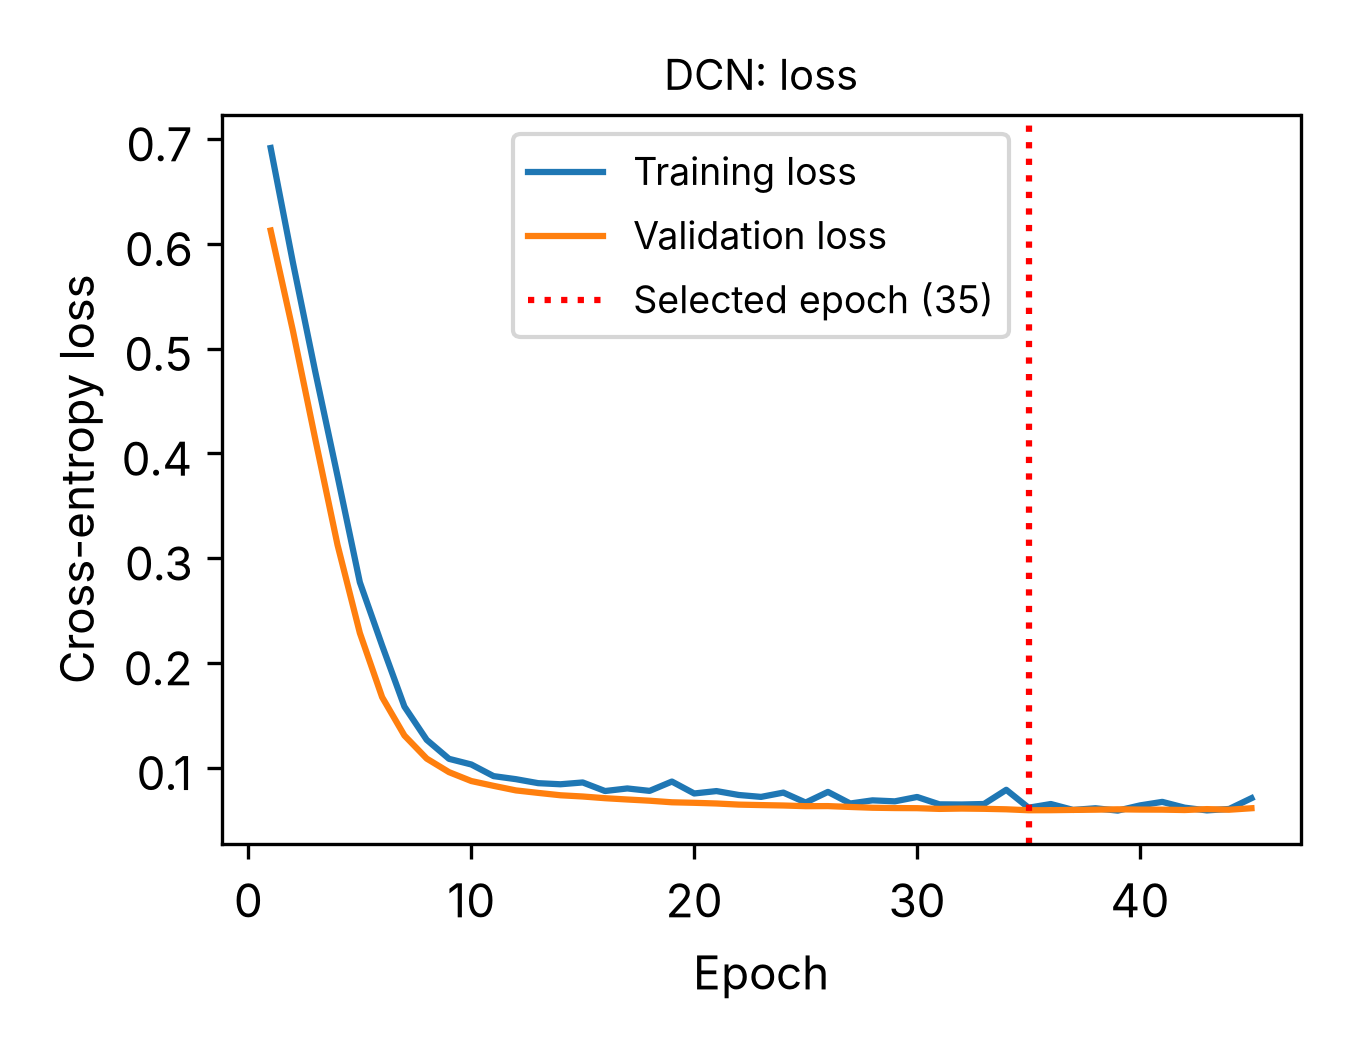 DCN: loss
Training loss
Validation loss
Selected epoch (35)
Cross-entropy loss
0.7
0.6
0.5
0.4
0.3
0.2
0.1
0 10 20 30 40
Epoch